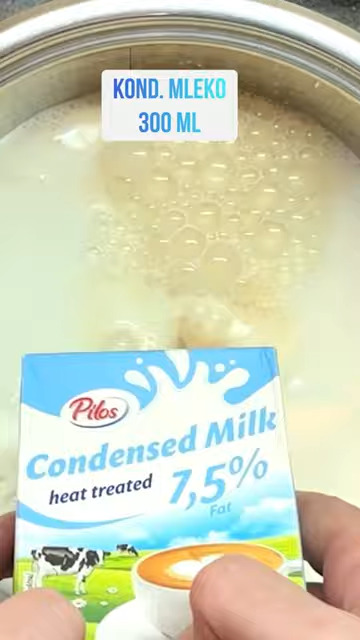 KOND. MLEKO
300 ML
Pilos
Condensed Milk
heat treated
7,5%
Fat